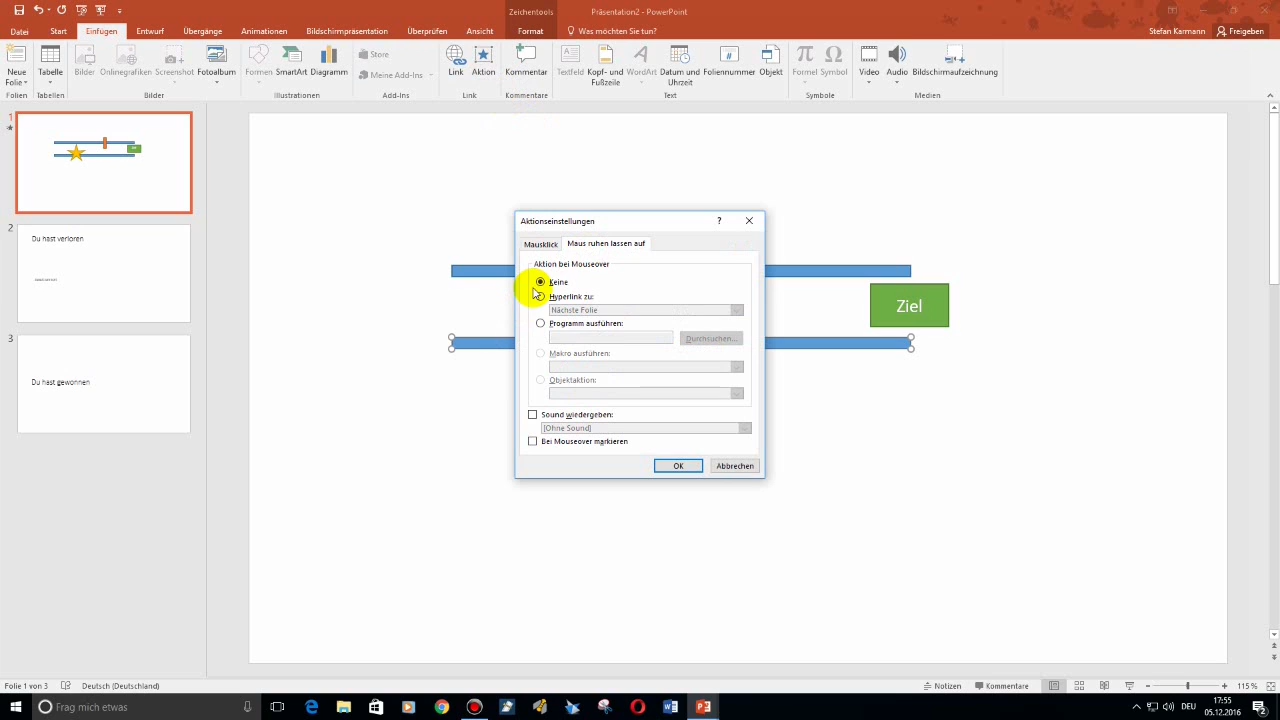 Zeichentools
Präsentation2 - PowerPoint
Datei
Start
Einfügen
Entwurf
Übergänge
Animationen
Bildschirmpräsentation
Überprüfen
Ansicht
Format
Was möchten Sie tun?
Stefan Karmann
Freigeben
Neue
Folie
Tabelle
Bilder
Onlinegrafiken
Screenshot
Fotoalbum
Formen
SmartArt
Diagramm
Store
Meine Add-Ins
Link
Aktion
Kommentar
Textfeld
Kopf- und
Fußzeile
WordArt
Datum und
Uhrzeit
Foliennummer
Objekt
Formel
Symbol
Video
Audio
Bildschirmaufzeichnung
Folien
Tabellen
Bilder
Illustrationen
Add-Ins
Link
Kommentare
Text
Symbole
Medien
1
2
Du hast verloren
3
Du hast gewonnen
Aktionseinstellungen
?
Mausklick
Maus ruhen lassen auf
Aktion bei Mouseover
Keine
Hyperlink zu:
Nächste Folie
Programm ausführen:
Durchsuchen...
Makro ausführen:
Objektaktion:
Sound wiedergeben:
[Ohne Sound]
Bei Mouseover markieren
OK
Abbrechen
Ziel
Folie 1 von 3
Deutsch (Deutschland)
Notizen
Kommentare
115 %
Frag mich etwas
DEU
17:55
05.12.2016
2